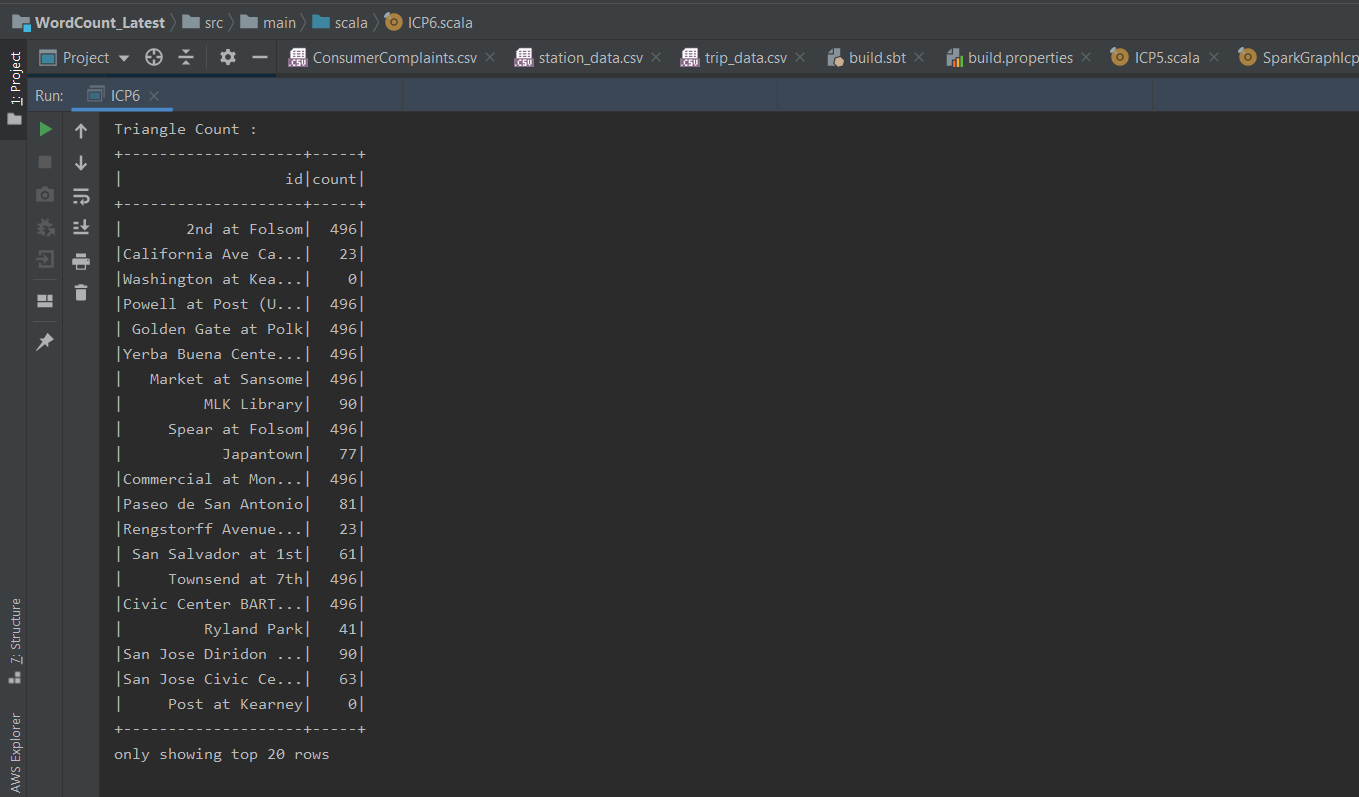 WordCount_Latest src main scala ICP6.scala
Project ConsumerComplaints.csv station_data.csv trip_data.csv build.sbt build.properties ICP5.scala SparkGraphIcp
1: Project
Run: ICP6
Triangle Count :
+--------------------+-----+
|                  id|count|
+--------------------+-----+
|       2nd at Folsom|  496|
|California Ave Ca...|   23|
|Washington at Kea...|    0|
|Powell at Post (U...|  496|
| Golden Gate at Polk|  496|
|Yerba Buena Cente...|  496|
|   Market at Sansome|  496|
|         MLK Library|   90|
|     Spear at Folsom|  496|
|           Japantown|   77|
|Commercial at Mon...|  496|
|Paseo de San Antonio|   81|
|Rengstorff Avenue...|   23|
| San Salvador at 1st|   61|
|     Townsend at 7th|  496|
|Civic Center BART...|  496|
|         Ryland Park|   41|
|San Jose Diridon ...|   90|
|San Jose Civic Ce...|   63|
|     Post at Kearney|    0|
+--------------------+-----+
only showing top 20 rows
7: Structure
AWS Explorer